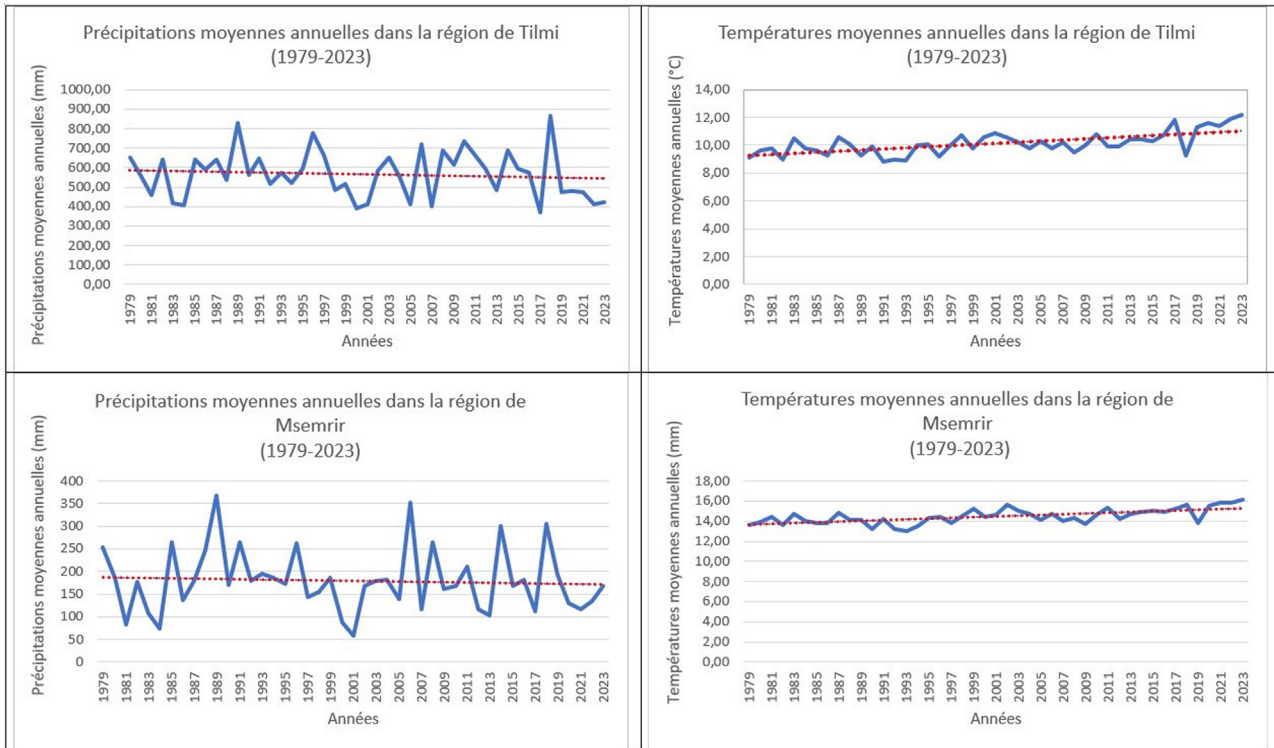 Précipitations moyennes annuelles dans la région de Tilmi
(1979-2023)
Précipitations moyennnes annuelles (mm)
1000,00
900,00
800,00
700,00
600,00
500,00
400,00
300,00
200,00
100,00
0,00
1979 1981 1983 1985 1987 1989 1991 1993 1995 1997 1999 2001 2003 2005 2007 2009 2011 2013 2015 2017 2019 2021 2023
Années
Températures moyennes annuelles dans la région de Tilmi
(1979-2023)
Température moyennes annuelles (°C)
14,00
12,00
10,00
8,00
6,00
4,00
2,00
0,00
1979 1981 1983 1985 1987 1989 1991 1993 1995 1997 1999 2001 2003 2005 2007 2009 2011 2013 2015 2017 2019 2021 2023
Années
Précipitations moyennes annuelles dans la région de
Msemrir
(1979-2023)
Précipitations moyennes annuelles (mm)
400
350
300
250
200
150
100
50
0
1979 1981 1983 1985 1987 1989 1991 1993 1995 1997 1999 2001 2003 2005 2007 2009 2011 2013 2015 2017 2019 2021 2023
Années
Températures moyennes annuelles dans la région de
Msemrir
(1979-2023)
Températures moyennes annuelles (mm)
18,00
16,00
14,00
12,00
10,00
8,00
6,00
4,00
2,00
0,00
1979 1981 1983 1985 1987 1989 1991 1993 1995 1997 1999 2001 2003 2005 2007 2009 2011 2013 2015 2017 2019 2021 2023
Années